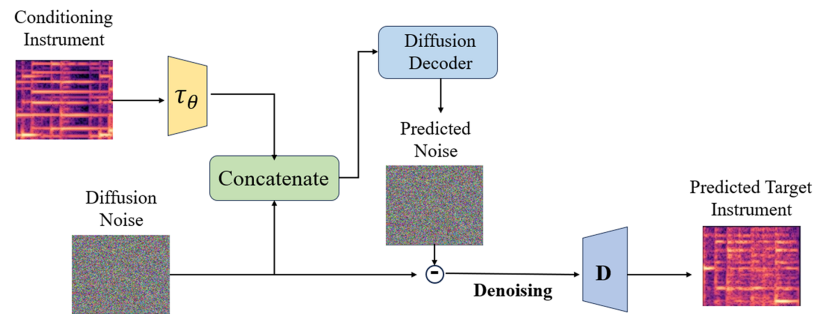 Conditioning
Instrument
τθ
Diffusion
Decoder
Predicted
Noise
Concatenate
Diffusion
Noise
-
Denoising
D
Predicted Target
Instrument